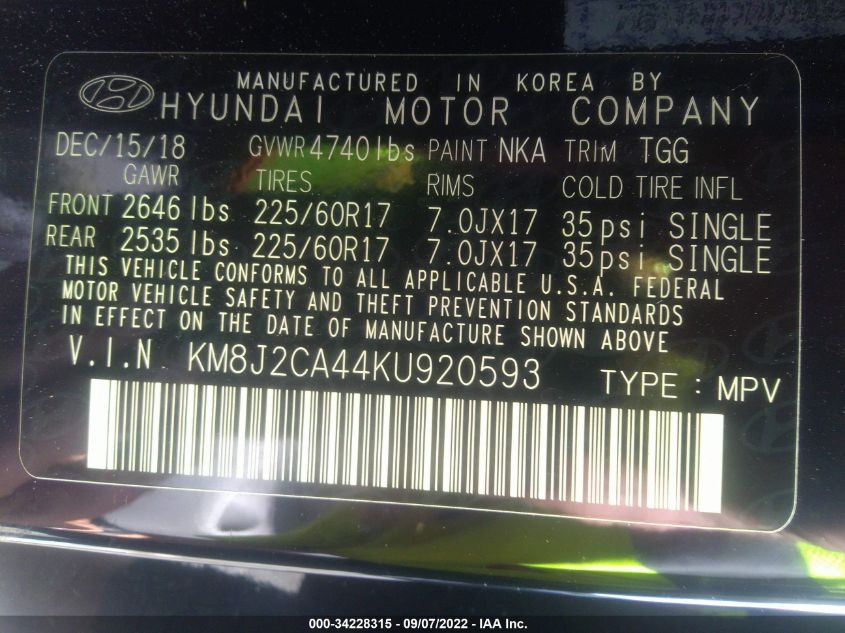 MANUFACTURED IN KOREA BY
HYUNDAI MOTOR COMPANY
DEC/15/18 GVWR 4740lbs PAINT NKA TRIM TGG
GAWR TIRES RIMS COLD TIRE INFL
FRONT 2646 lbs 225/60R17 7.0JX17 35psi SINGLE
REAR 2535 lbs 225/60R17 7.0JX17 35psi SINGLE
THIS VEHICLE CONFORMS TO ALL APPLICABLE U.S.A. FEDERAL
MOTOR VEHICLE SAFETY AND THEFT PREVENTION STANDARDS
IN EFFECT ON THE DATE OF MANUFACTURE SHOWN ABOVE
V.I.N KM8J2CA44KU920593 TYPE : MPV
000-34228315 - 09/07/2022 - IAA Inc.